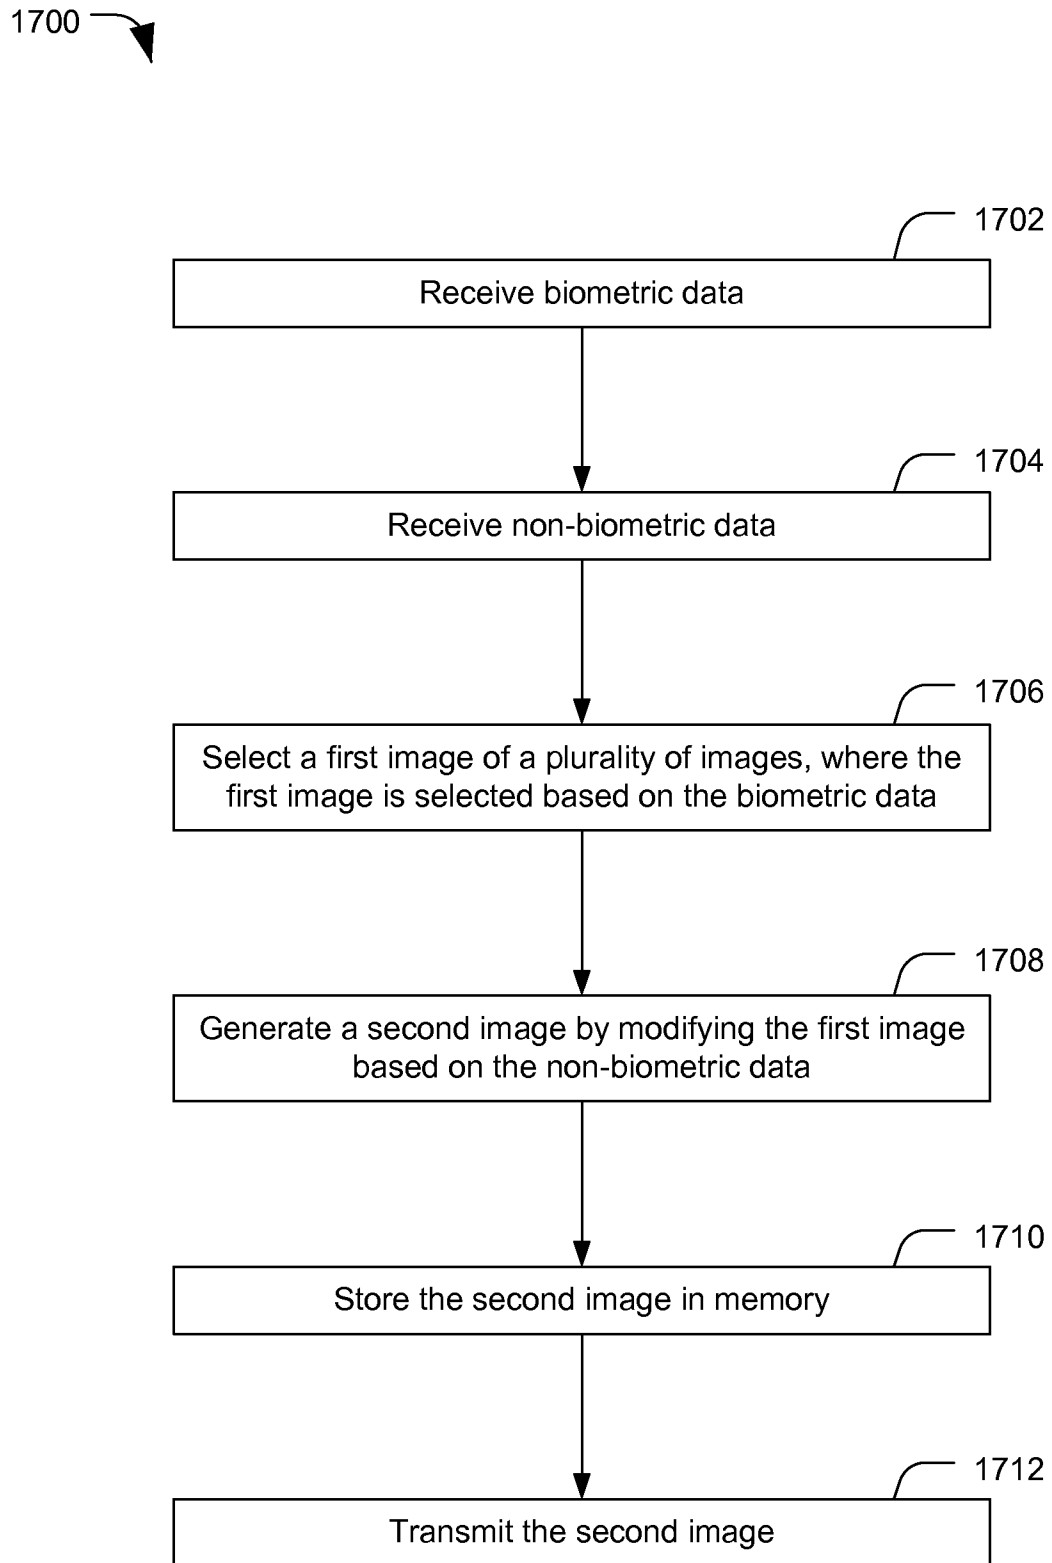 1700
1702
Receive biometric data
1704
Receive non-biometric data
1706
Select a first image of a plurality of images, where the
first image is selected based on the biometric data
1708
Generate a second image by modifying the first image
based on the non-biometric data
1710
Store the second image in memory
1712
Transmit the second image